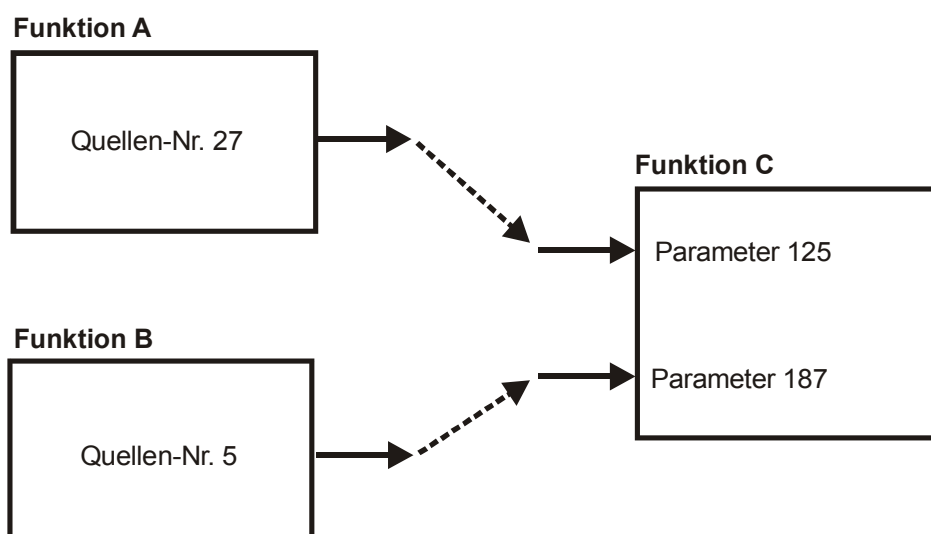 Funktion A
Quellen-Nr. 27
Funktion C
Parameter 125
Funktion B
Parameter 187
Quellen-Nr. 5